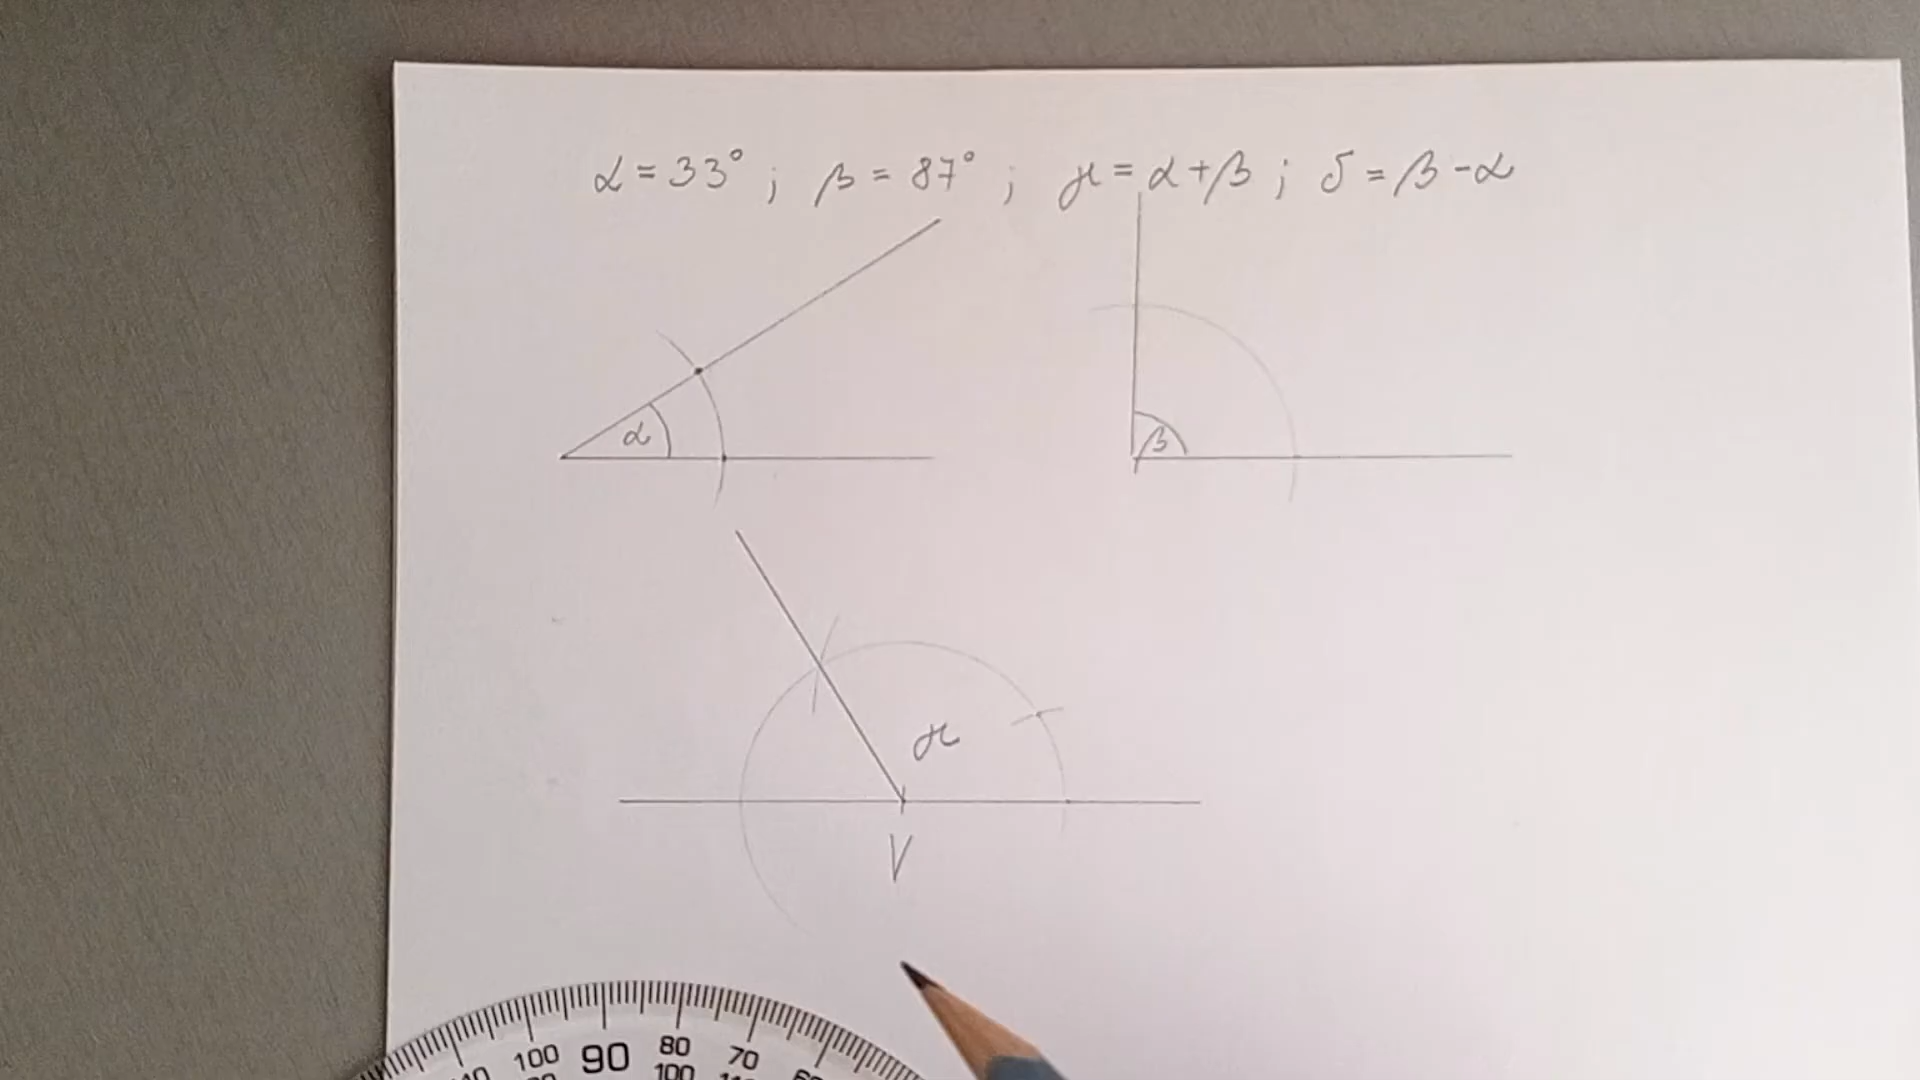 α = 33° ; β = 87° ; γ = α + β ; δ = β - α
α
β
γ
V
100 90 80 70
100